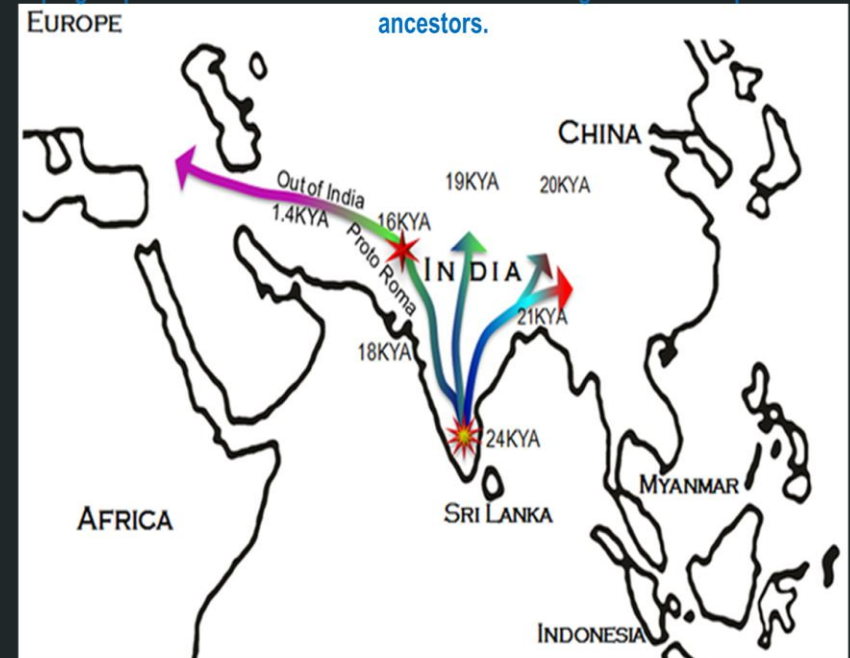 ancestors.
EUROPE
CHINA
19KYA
20KYA
Out of India
1.4KYA
16KYA
Proto Roma
INDIA
21KYA
18KYA
24KYA
MYANMAR
SRI LANKA
AFRICA
INDONESIA